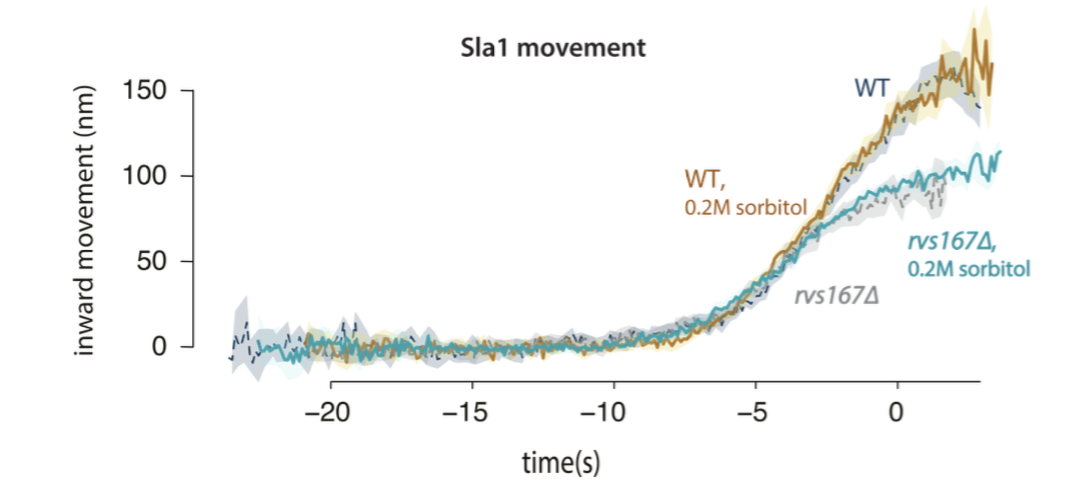 Sla1 movement
inward movement (nm)
150
100
50
0
WT
WT,
0.2M sorbitol
rvs167Δ,
0.2M sorbitol
rvs167Δ
−20
−15
−10
−5
0
time(s)